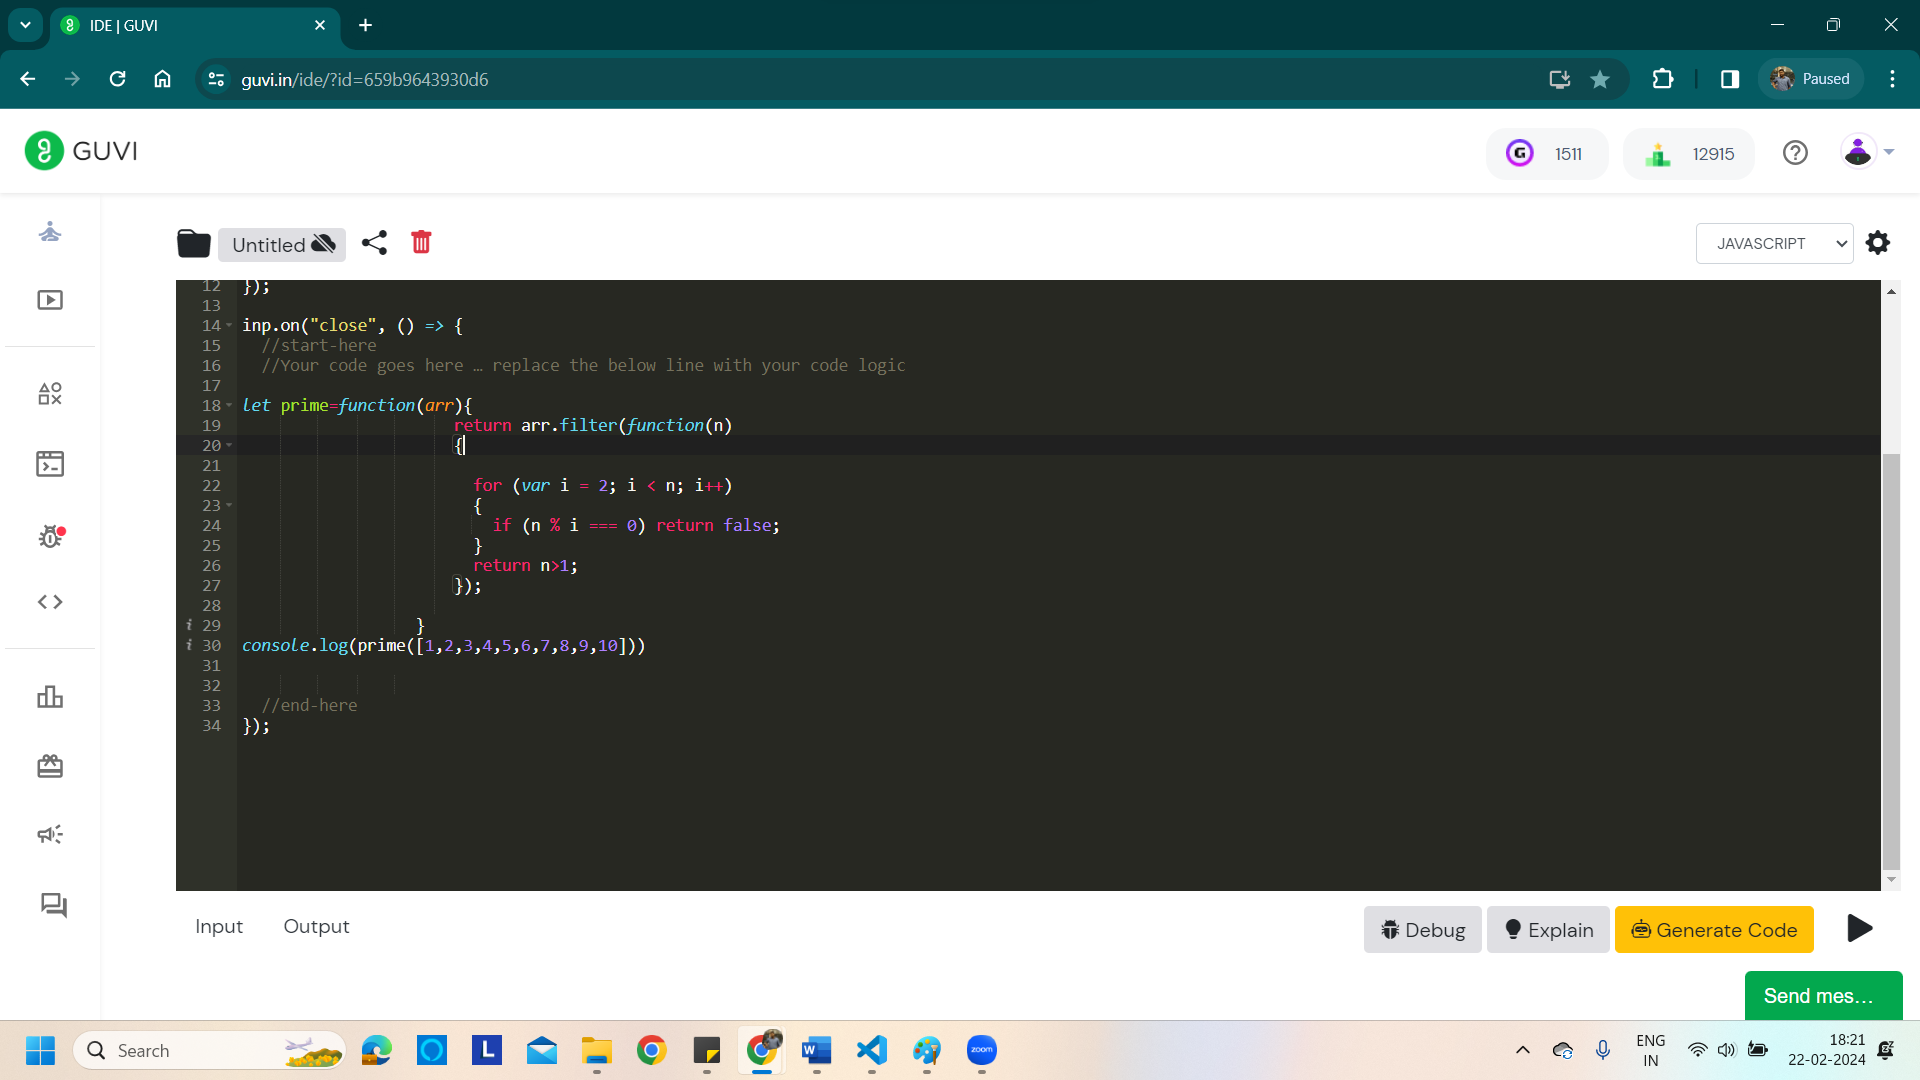 IDE | GUVI
guvi.in/ide/?id=659b9643930d6
Paused
GUVI
1511
12915
Untitled
JAVASCRIPT
12 });
13
14 inp.on("close", () => {
15 //start-here
16 //Your code goes here … replace the below line with your code logic
17
18 let prime=function(arr){
19 return arr.filter(function(n)
20 {
21
22 for (var i = 2; i < n; i++)
23 {
24 if (n % i === 0) return false;
25 }
26 return n>1;
27 });
28
29 }
30 console.log(prime([1,2,3,4,5,6,7,8,9,10]))
31
32
33 //end-here
34 });
Input Output
Debug
Explain
Generate Code
Send mes...
Search
L
W
zoom
ENG
IN
18:21
22-02-2024